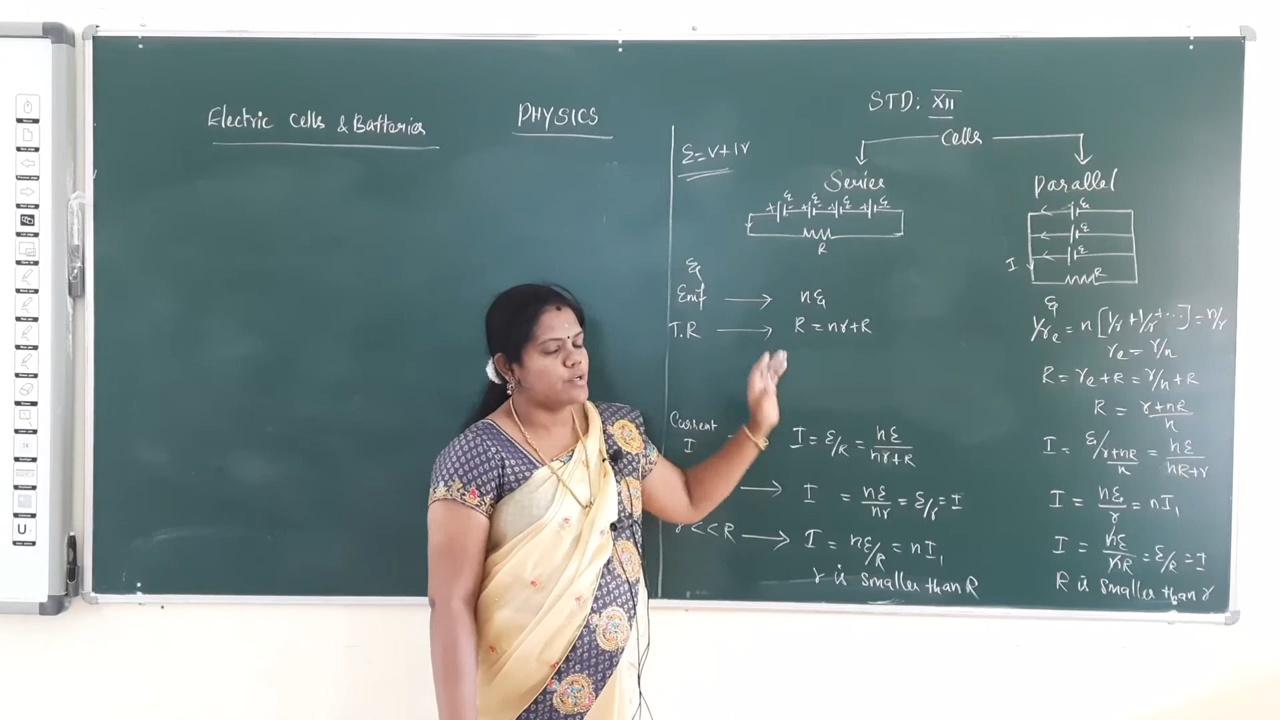 Electric Cells & Batteries
PHYSICS
STD: XII
Cells
ε = V + Ir
Series
+ - ε + - ε + - ε + - ε
R
ξ
Emf → nξ
T.R → R = nr + R
Current
I
I = ε/R = nε/nr+R
→ I = nε/nr = ε/r = I
r << R → I = nε/R = nI₁
r is smaller than R
Parallel
ξ
ε
ε
I
R
ξ
1/re = n [1/r + 1/r + ...] = n/r
re = r/n
R = re + R = r/n + R
R = r+nR/n
I = ε/r+nR/n = nε/nR+r
I = nξ/r = nI₁
I = nε/nR = ε/R = I
R is smaller than r